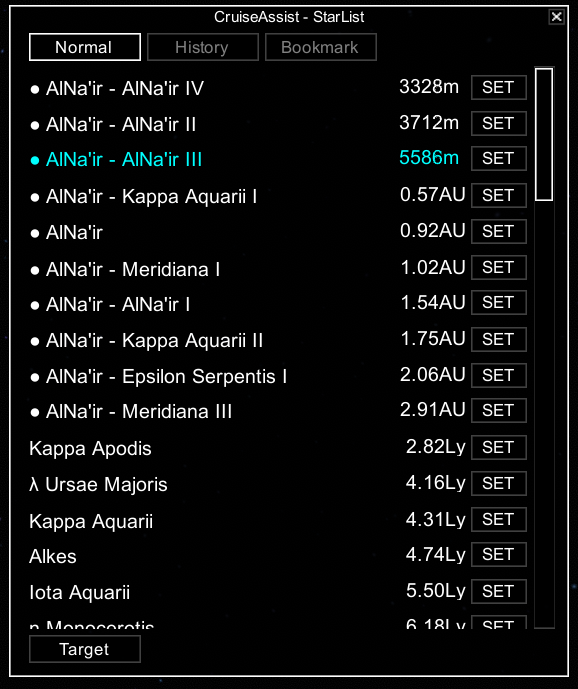 CruiseAssist - StarList
Normal History Bookmark
● AlNa'ir - AlNa'ir IV 3328m SET
● AlNa'ir - AlNa'ir II 3712m SET
● AlNa'ir - AlNa'ir III 5586m SET
● AlNa'ir - Kappa Aquarii I 0.57AU SET
● AlNa'ir 0.92AU SET
● AlNa'ir - Meridiana I 1.02AU SET
● AlNa'ir - AlNa'ir I 1.54AU SET
● AlNa'ir - Kappa Aquarii II 1.75AU SET
● AlNa'ir - Epsilon Serpentis I 2.06AU SET
● AlNa'ir - Meridiana III 2.91AU SET
Kappa Apodis 2.82Ly SET
λ Ursae Majoris 4.16Ly SET
Kappa Aquarii 4.31Ly SET
Alkes 4.74Ly SET
Iota Aquarii 5.50Ly SET
η Monocerotis 6.18Ly SET
Target